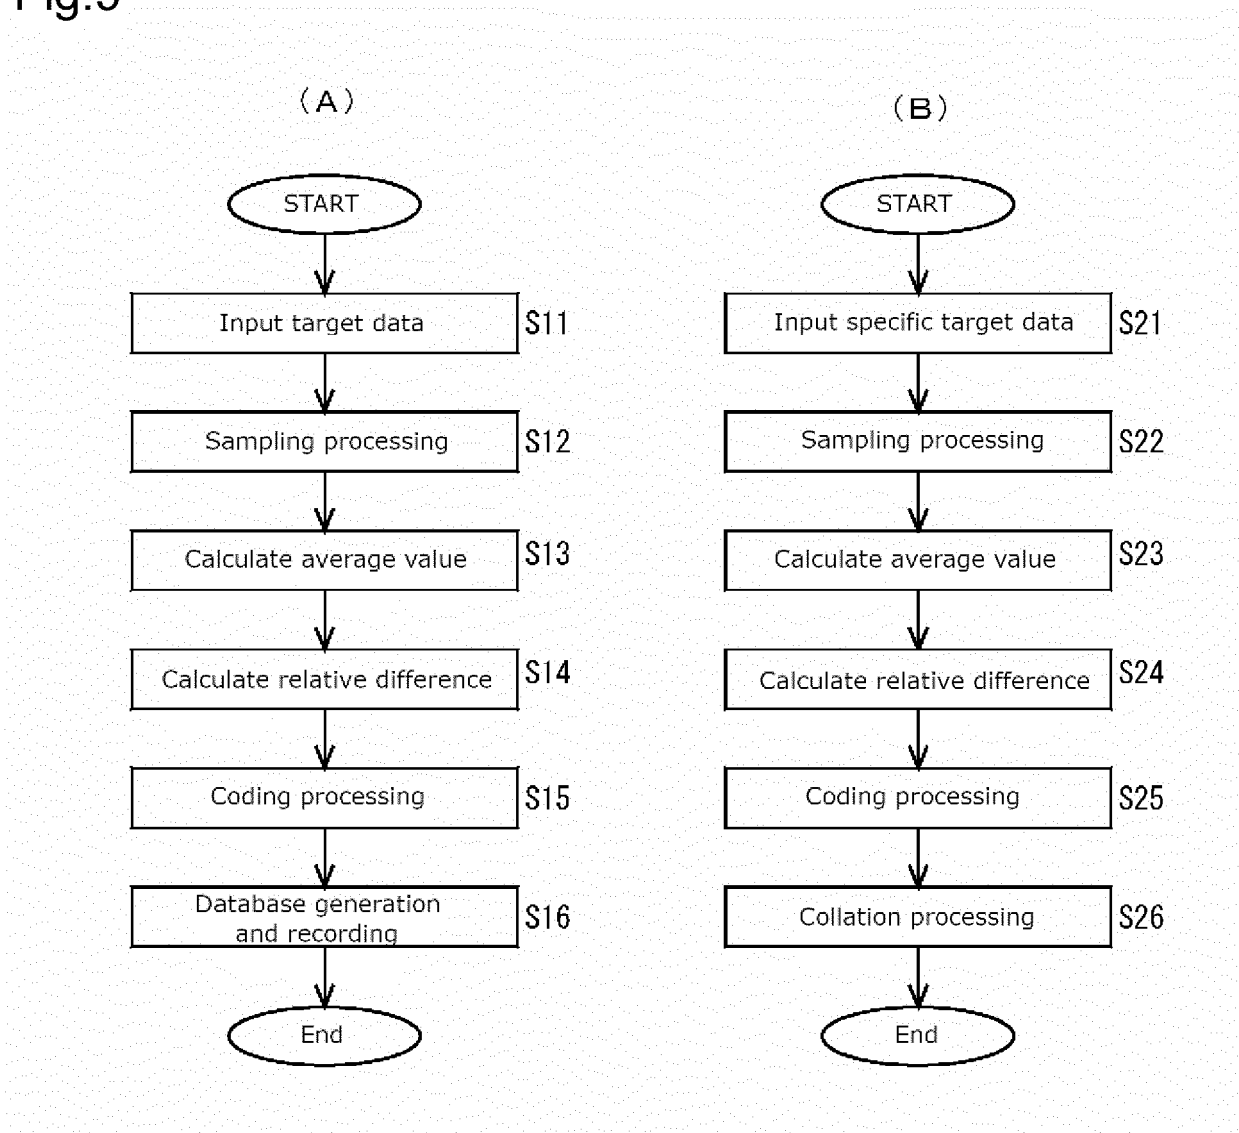 (A)
START
Input target data
S11
Sampling processing
S12
Calculate average value
S13
Calculate relative difference
S14
Coding processing
S15
Database generation
and recording
S16
End
(B)
START
Input specific target data
S21
Sampling processing
S22
Calculate average value
S23
Calculate relative difference
S24
Coding processing
S25
Collation processing
S26
End